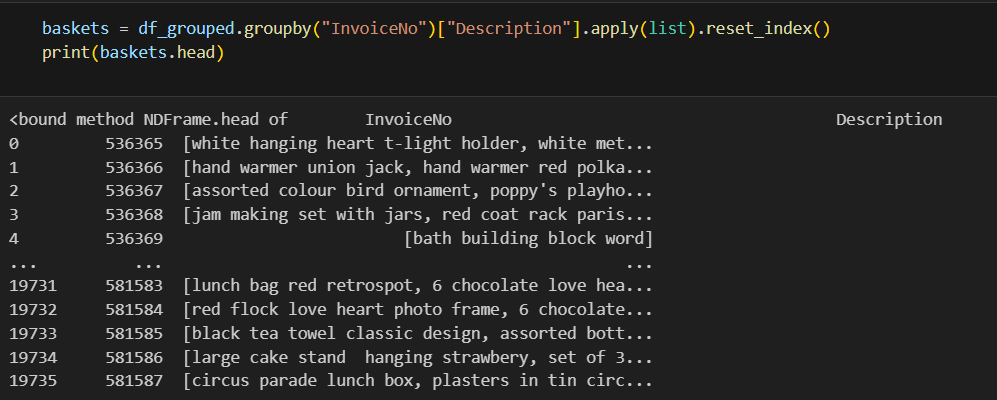 baskets = df_grouped.groupby("InvoiceNo")["Description"].apply(list).reset_index()
print(baskets.head)
<bound method NDFrame.head of       InvoiceNo                                        Description
0        536365  [white hanging heart t-light holder, white met...
1        536366  [hand warmer union jack, hand warmer red polka...
2        536367  [assorted colour bird ornament, poppy's playho...
3        536368  [jam making set with jars, red coat rack paris...
4        536369                         [bath building block word]
...         ...                                                ...
19731    581583  [lunch bag red retrospot, 6 chocolate love hea...
19732    581584  [red flock love heart photo frame, 6 chocolate...
19733    581585  [black tea towel classic design, assorted bott...
19734    581586  [large cake stand  hanging strawbery, set of 3...
19735    581587  [circus parade lunch box, plasters in tin circ...